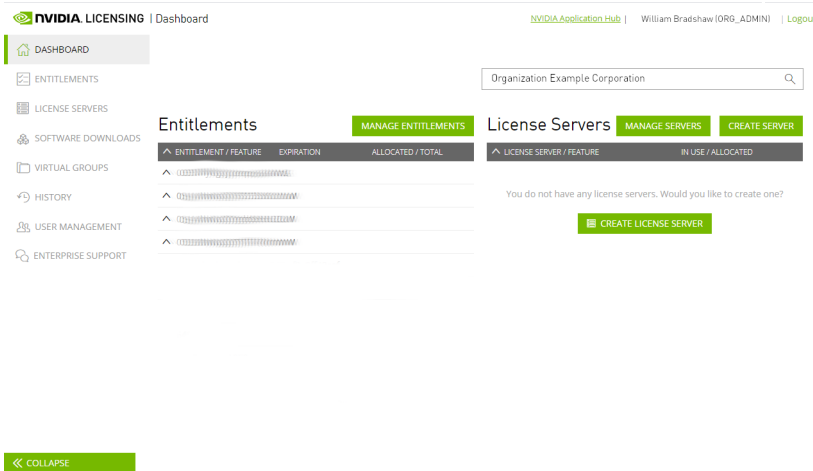 NVIDIA. LICENSING | Dashboard
NVIDIA Application Hub | William Bradshaw (ORG_ADMIN) | Logou
DASHBOARD
ENTITLEMENTS
LICENSE SERVERS
SOFTWARE DOWNLOADS
VIRTUAL GROUPS
HISTORY
USER MANAGEMENT
ENTERPRISE SUPPORT
Organization Example Corporation
Entitlements
MANAGE ENTITLEMENTS
ENTITLEMENT / FEATURE EXPIRATION ALLOCATED / TOTAL
License Servers
MANAGE SERVERS
CREATE SERVER
LICENSE SERVER / FEATURE IN USE / ALLOCATED
You do not have any license servers. Would you like to create one?
CREATE LICENSE SERVER
COLLAPSE